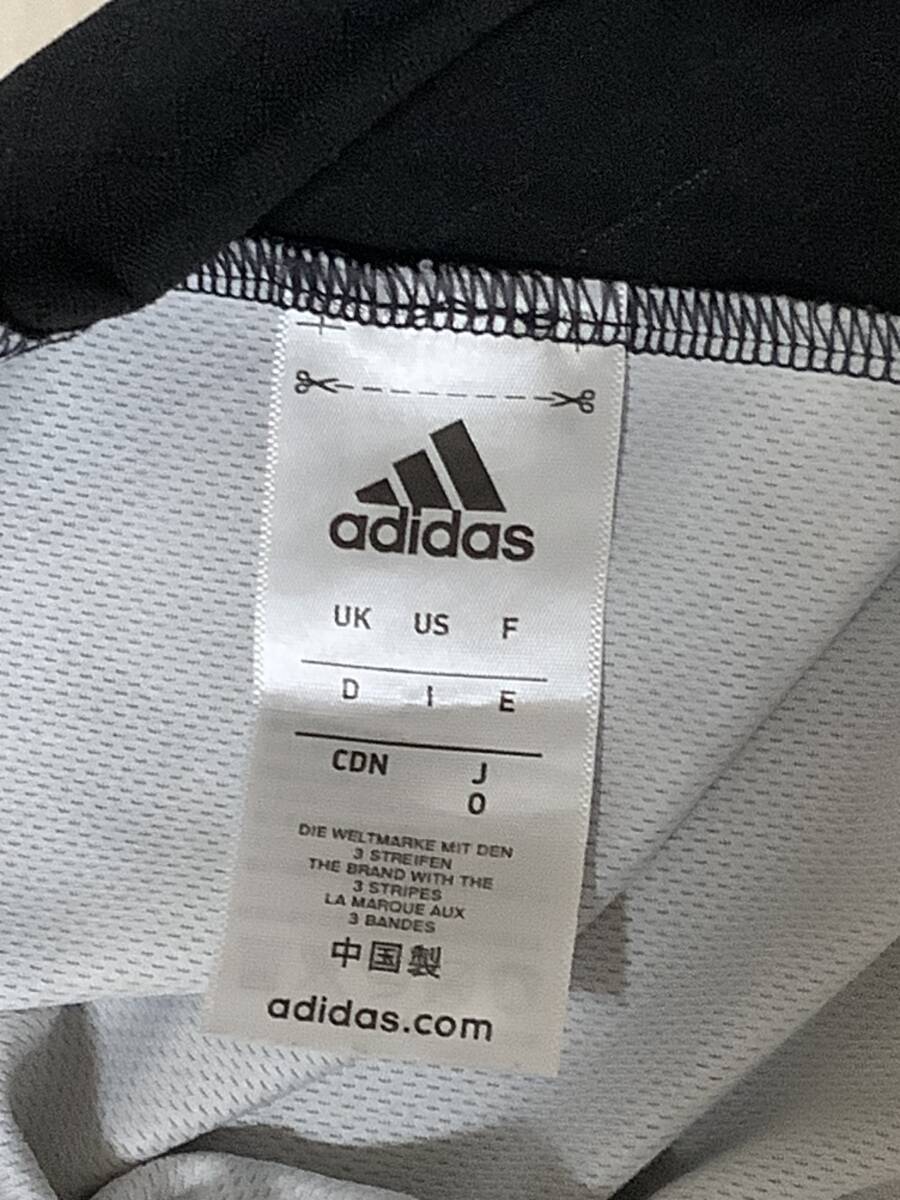 adidas
UK US F
D I E
CDN J
O
DIE WELTMARKE MIT DEN
3 STREIFEN
THE BRAND WITH THE
3 STRIPES
LA MARQUE AUX
3 BANDES
中国製
adidas.com